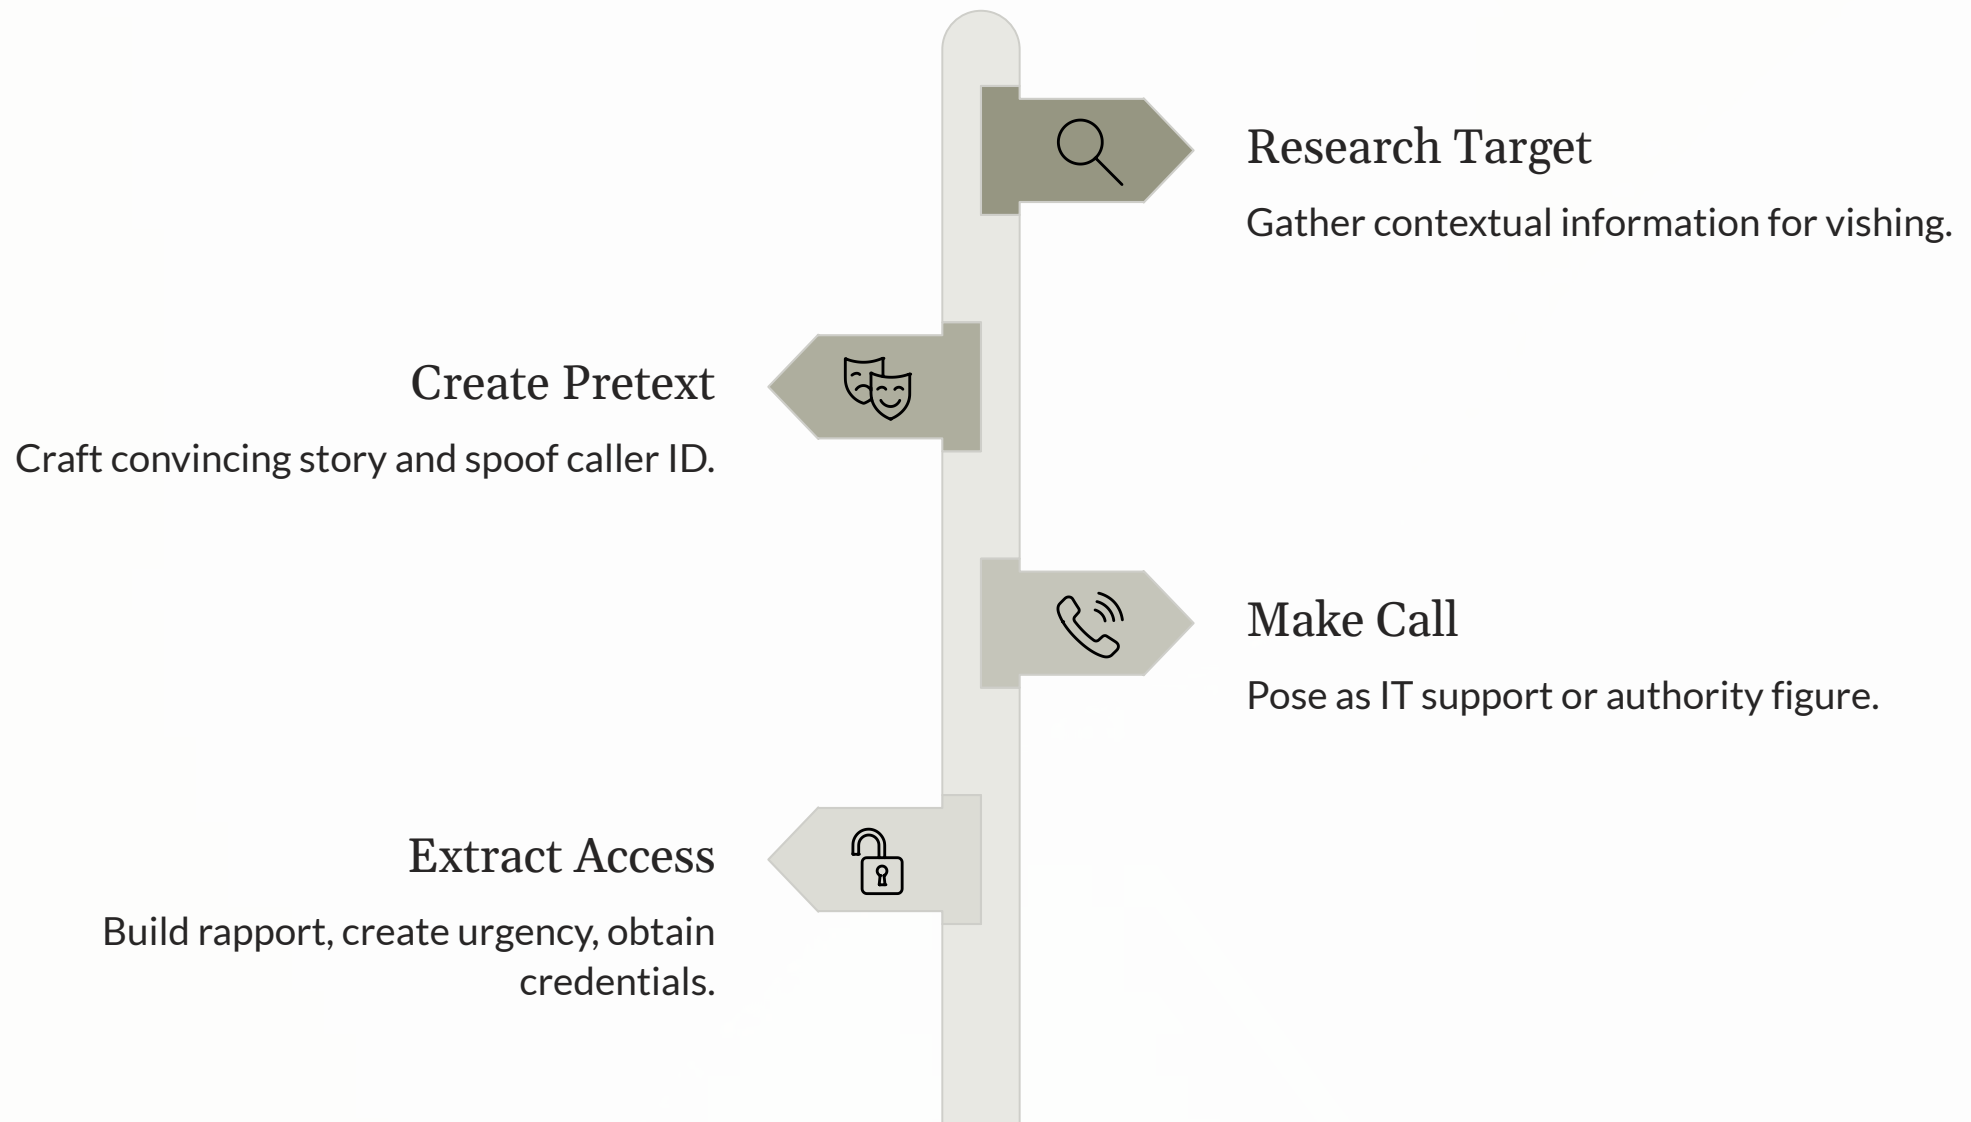 Research Target
Gather contextual information for vishing.
Create Pretext
Craft convincing story and spoof caller ID.
Make Call
Pose as IT support or authority figure.
Extract Access
Build rapport, create urgency, obtain
credentials.